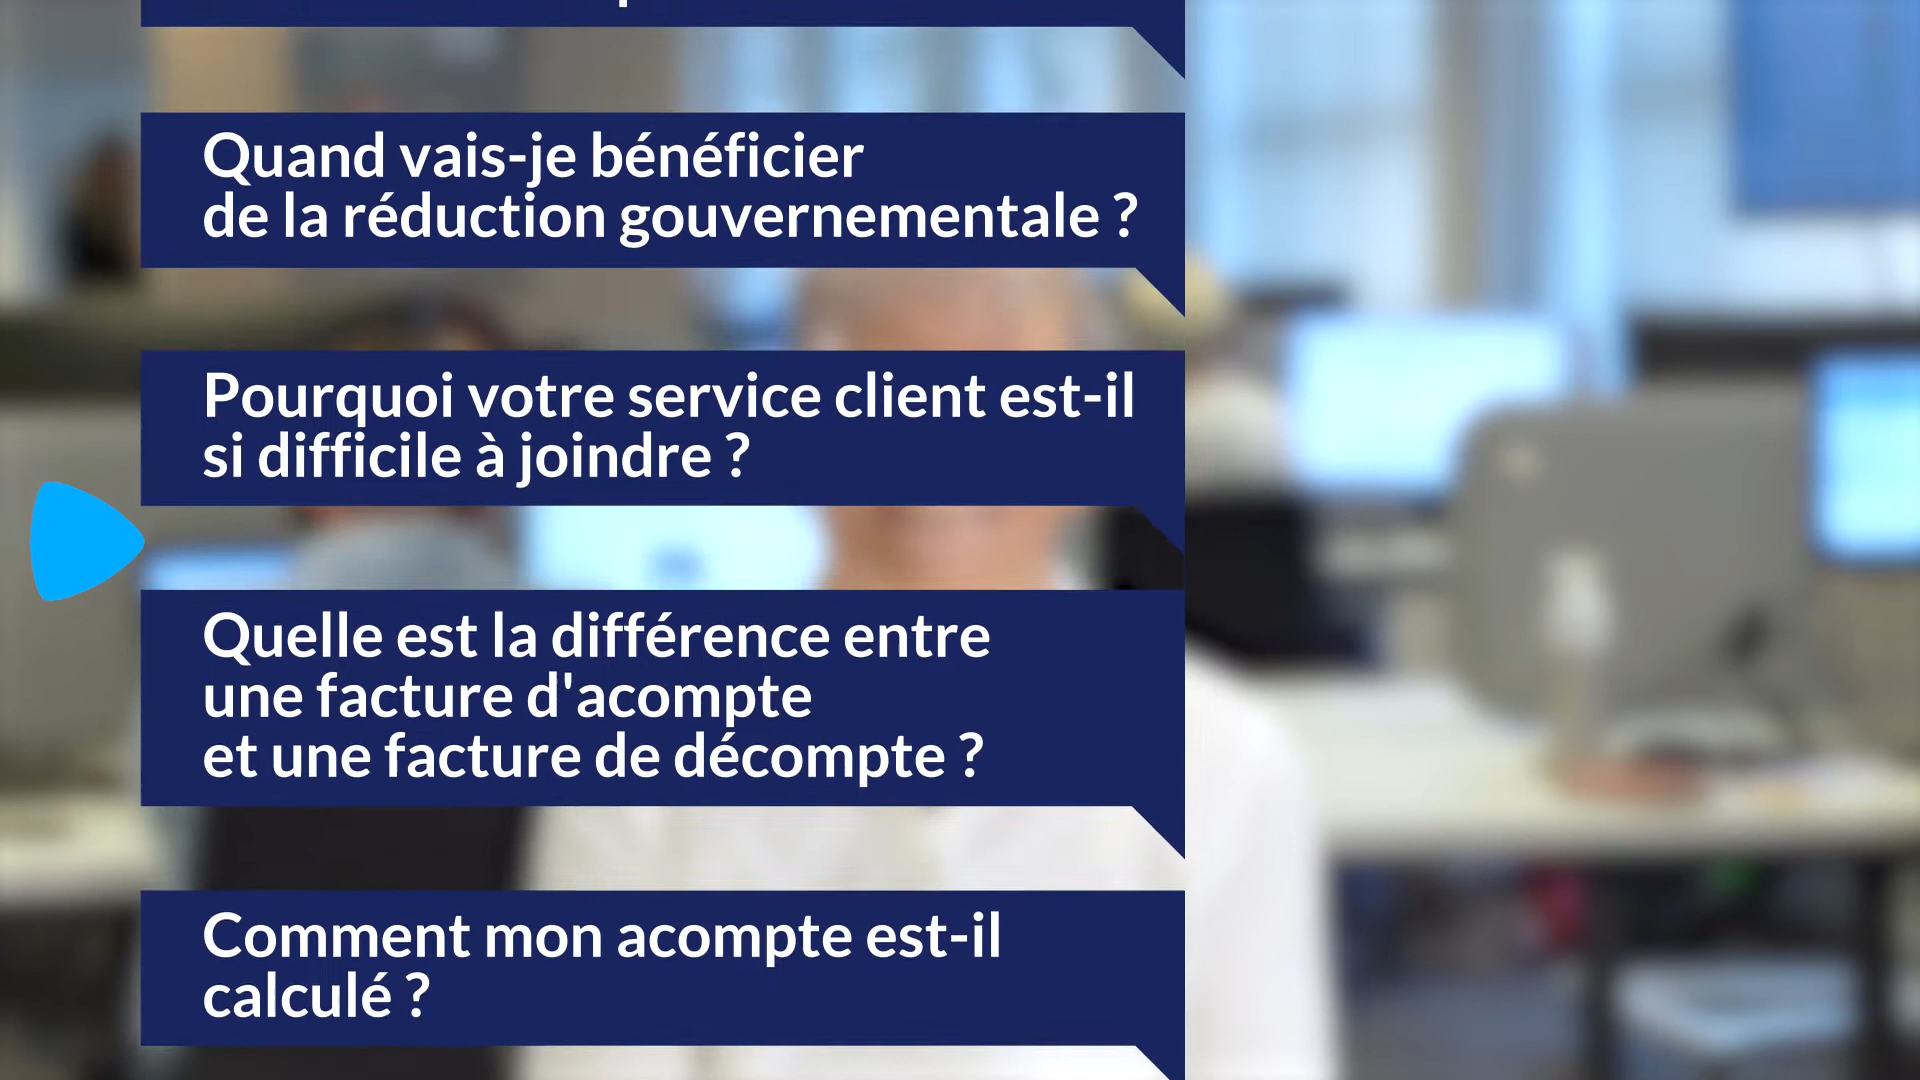 Quand vais-je bénéficier
de la réduction gouvernementale ?
Pourquoi votre service client est-il
si difficile à joindre ?
Quelle est la différence entre
une facture d'acompte
et une facture de décompte ?
Comment mon acompte est-il
calculé ?